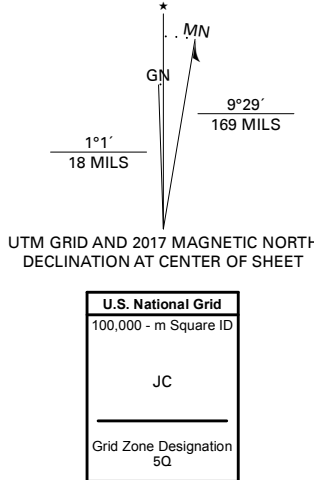 ★
MN
GN
9°29´
169 MILS
1°1´
18 MILS
UTM GRID AND 2017 MAGNETIC NORTH
DECLINATION AT CENTER OF SHEET
U.S. National Grid
100,000 - m Square ID
JC
Grid Zone Designation
5Q